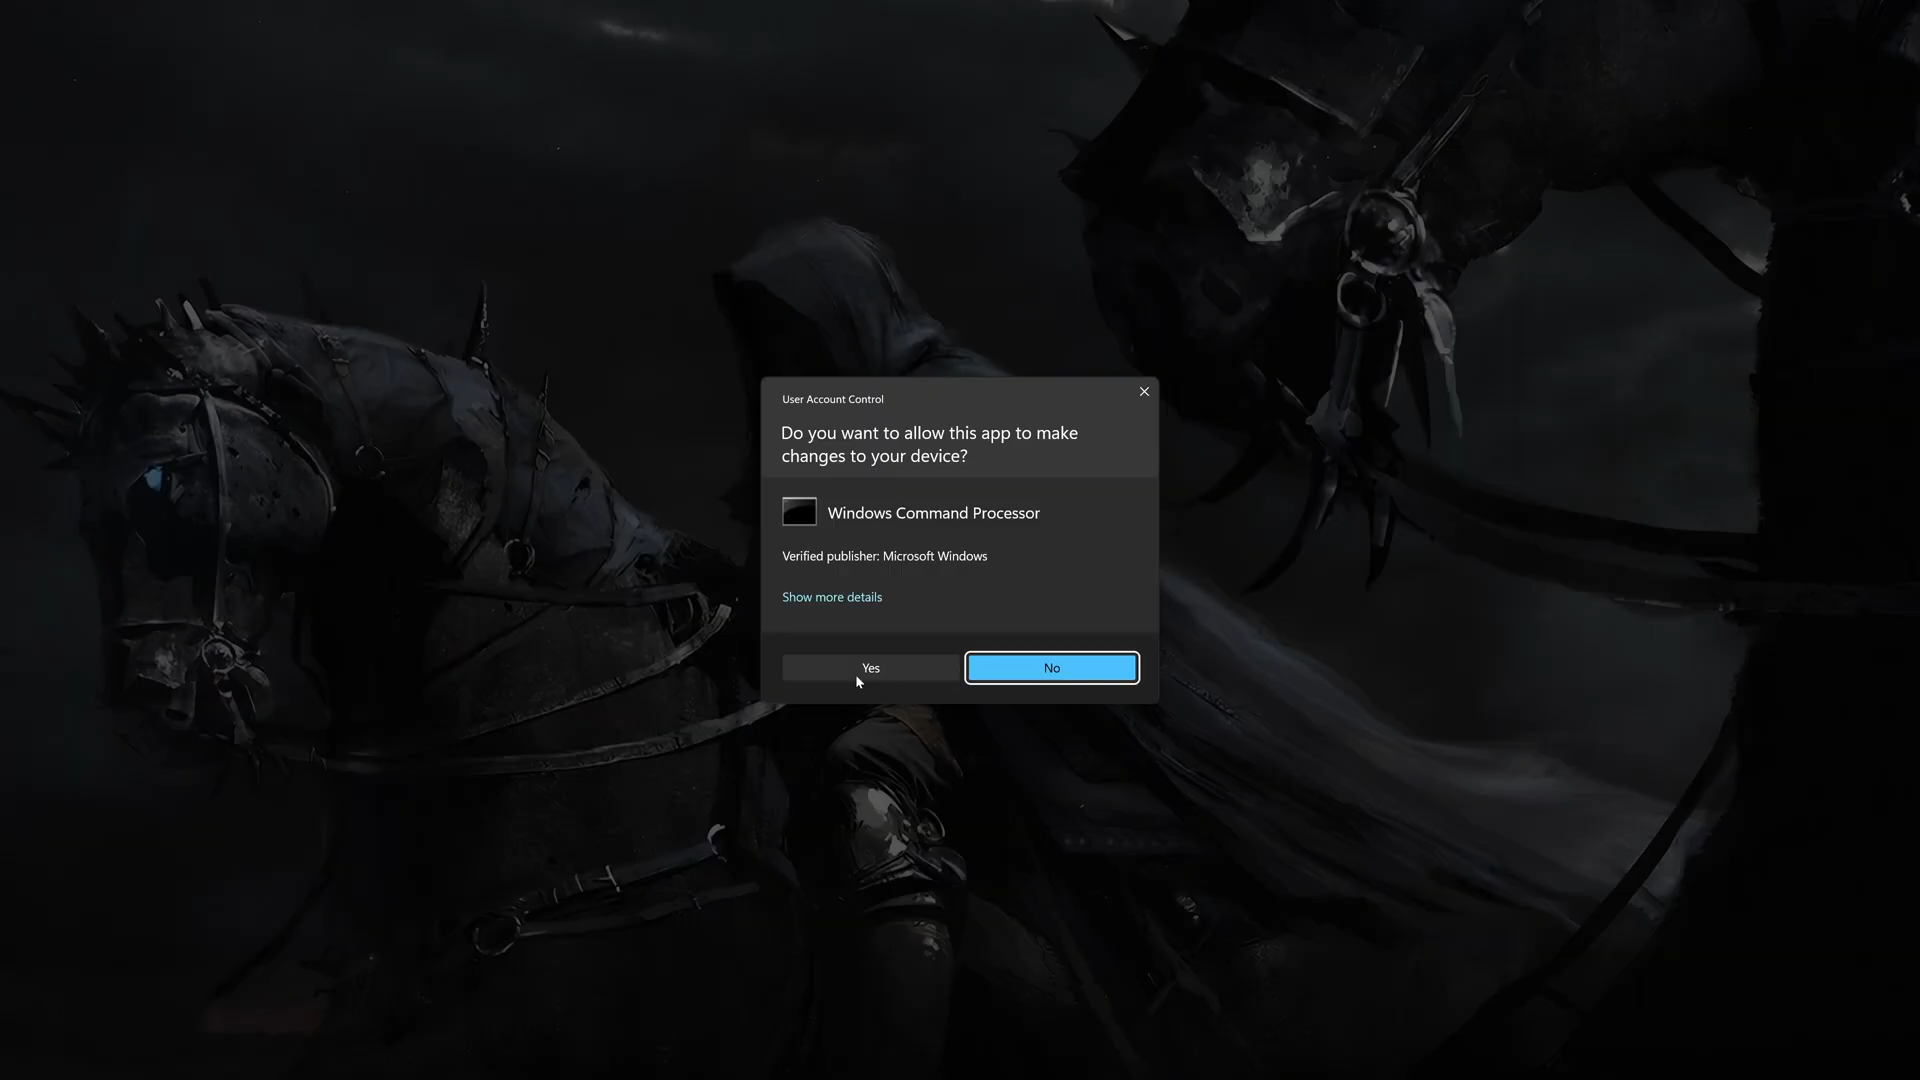 User Account Control
Do you want to allow this app to make
changes to your device?
Windows Command Processor
Verified publisher: Microsoft Windows
Show more details
Yes
No